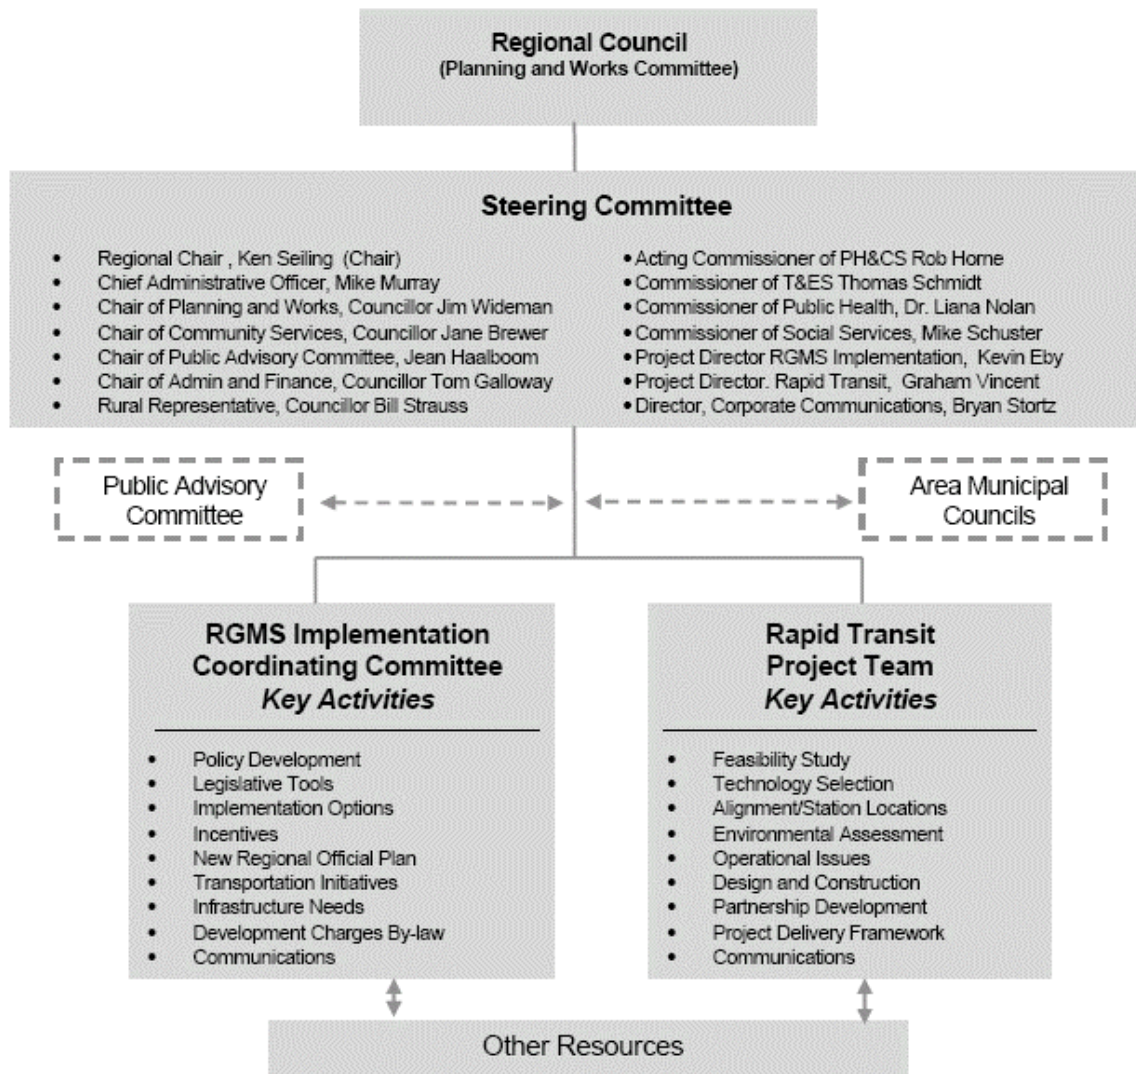 Regional Council
(Planning and Works Committee)
Steering Committee
• Regional Chair , Ken Seiling (Chair)
• Chief Administrative Officer, Mike Murray
• Chair of Planning and Works, Councillor Jim Wideman
• Chair of Community Services, Councillor Jane Brewer
• Chair of Public Advisory Committee, Jean Haalboom
• Chair of Admin and Finance, Councillor Tom Galloway
• Rural Representative, Councillor Bill Strauss
• Acting Commissioner of PH&CS Rob Horne
• Commissioner of T&ES Thomas Schmidt
• Commissioner of Public Health, Dr. Liana Nolan
• Commissioner of Social Services, Mike Schuster
• Project Director RGMS Implementation, Kevin Eby
• Project Director. Rapid Transit, Graham Vincent
• Director, Corporate Communications, Bryan Stortz
Public Advisory
Committee
Area Municipal
Councils
RGMS Implementation
Coordinating Committee
Key Activities
• Policy Development
• Legislative Tools
• Implementation Options
• Incentives
• New Regional Official Plan
• Transportation Initiatives
• Infrastructure Needs
• Development Charges By-law
• Communications
Rapid Transit
Project Team
Key Activities
• Feasibility Study
• Technology Selection
• Alignment/Station Locations
• Environmental Assessment
• Operational Issues
• Design and Construction
• Partnership Development
• Project Delivery Framework
• Communications
Other Resources